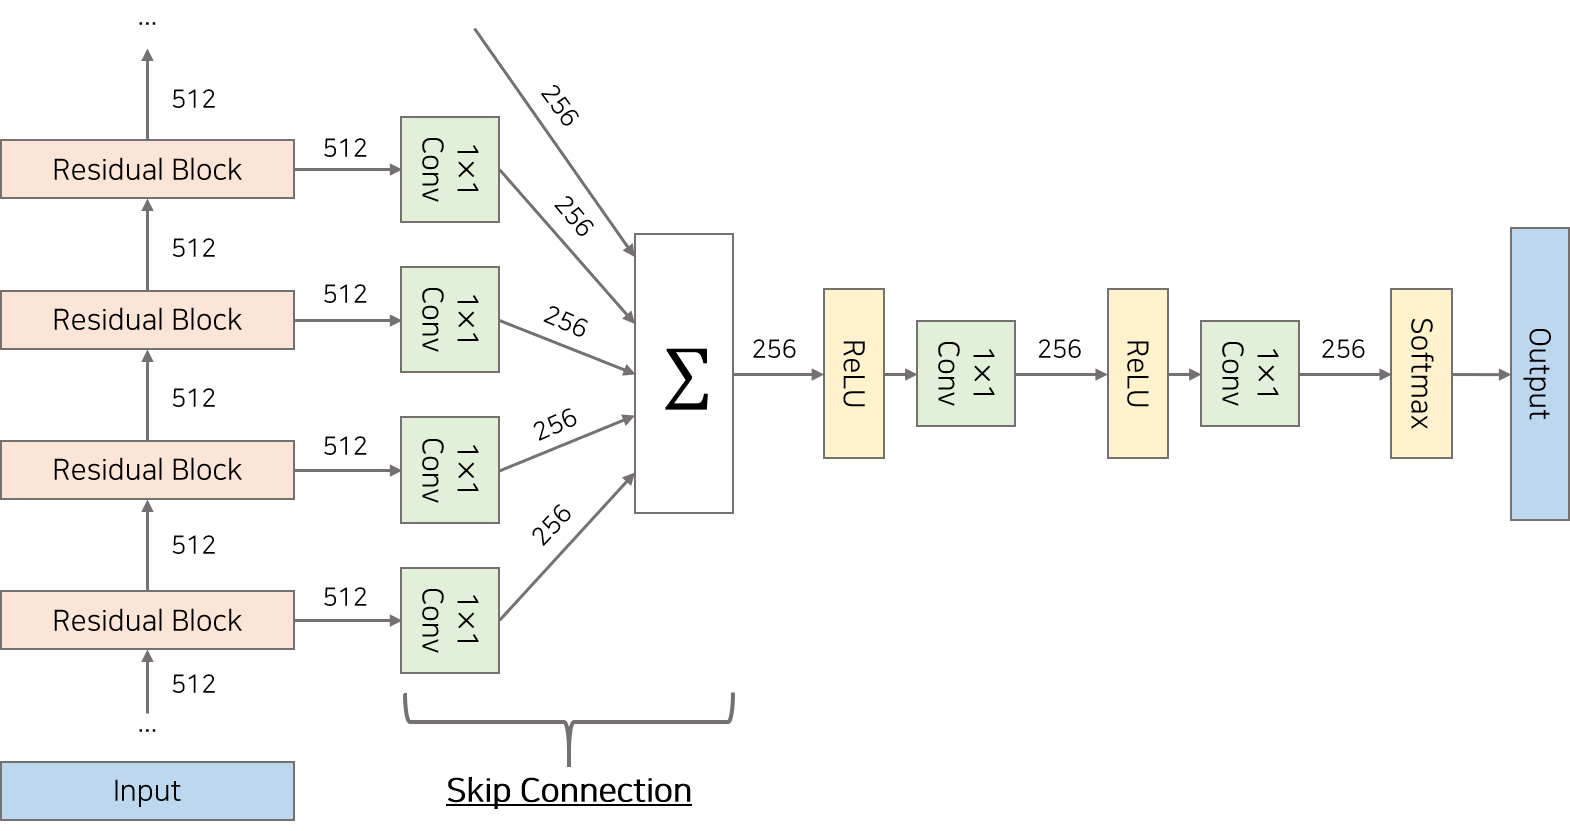 ...
512
Residual Block
512
1×1
Conv
256
256
512
Residual Block
512
1×1
Conv
256
512
Residual Block
512
1×1
Conv
256
512
Residual Block
512
1×1
Conv
256
512
...
Input
Skip Connection
Σ
256
ReLU
1×1
Conv
256
ReLU
1×1
Conv
256
Softmax
Output